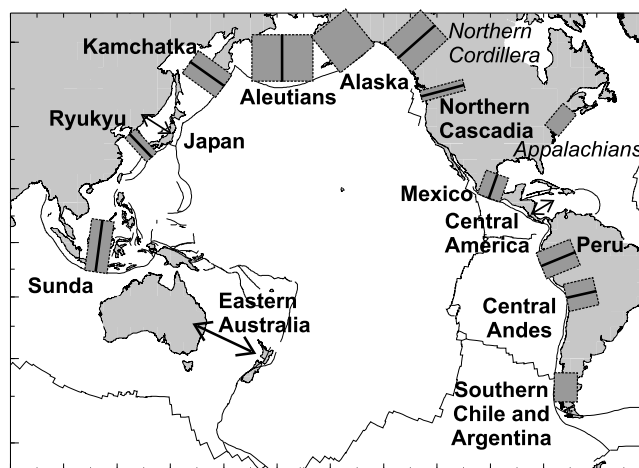 Kamchatka
Northern
Cordillera
Aleutians
Alaska
Ryukyu
Japan
Northern
Cascadia
Appalachians
Mexico
Central
America
Peru
Sunda
Eastern
Australia
Central
Andes
Southern
Chile and
Argentina